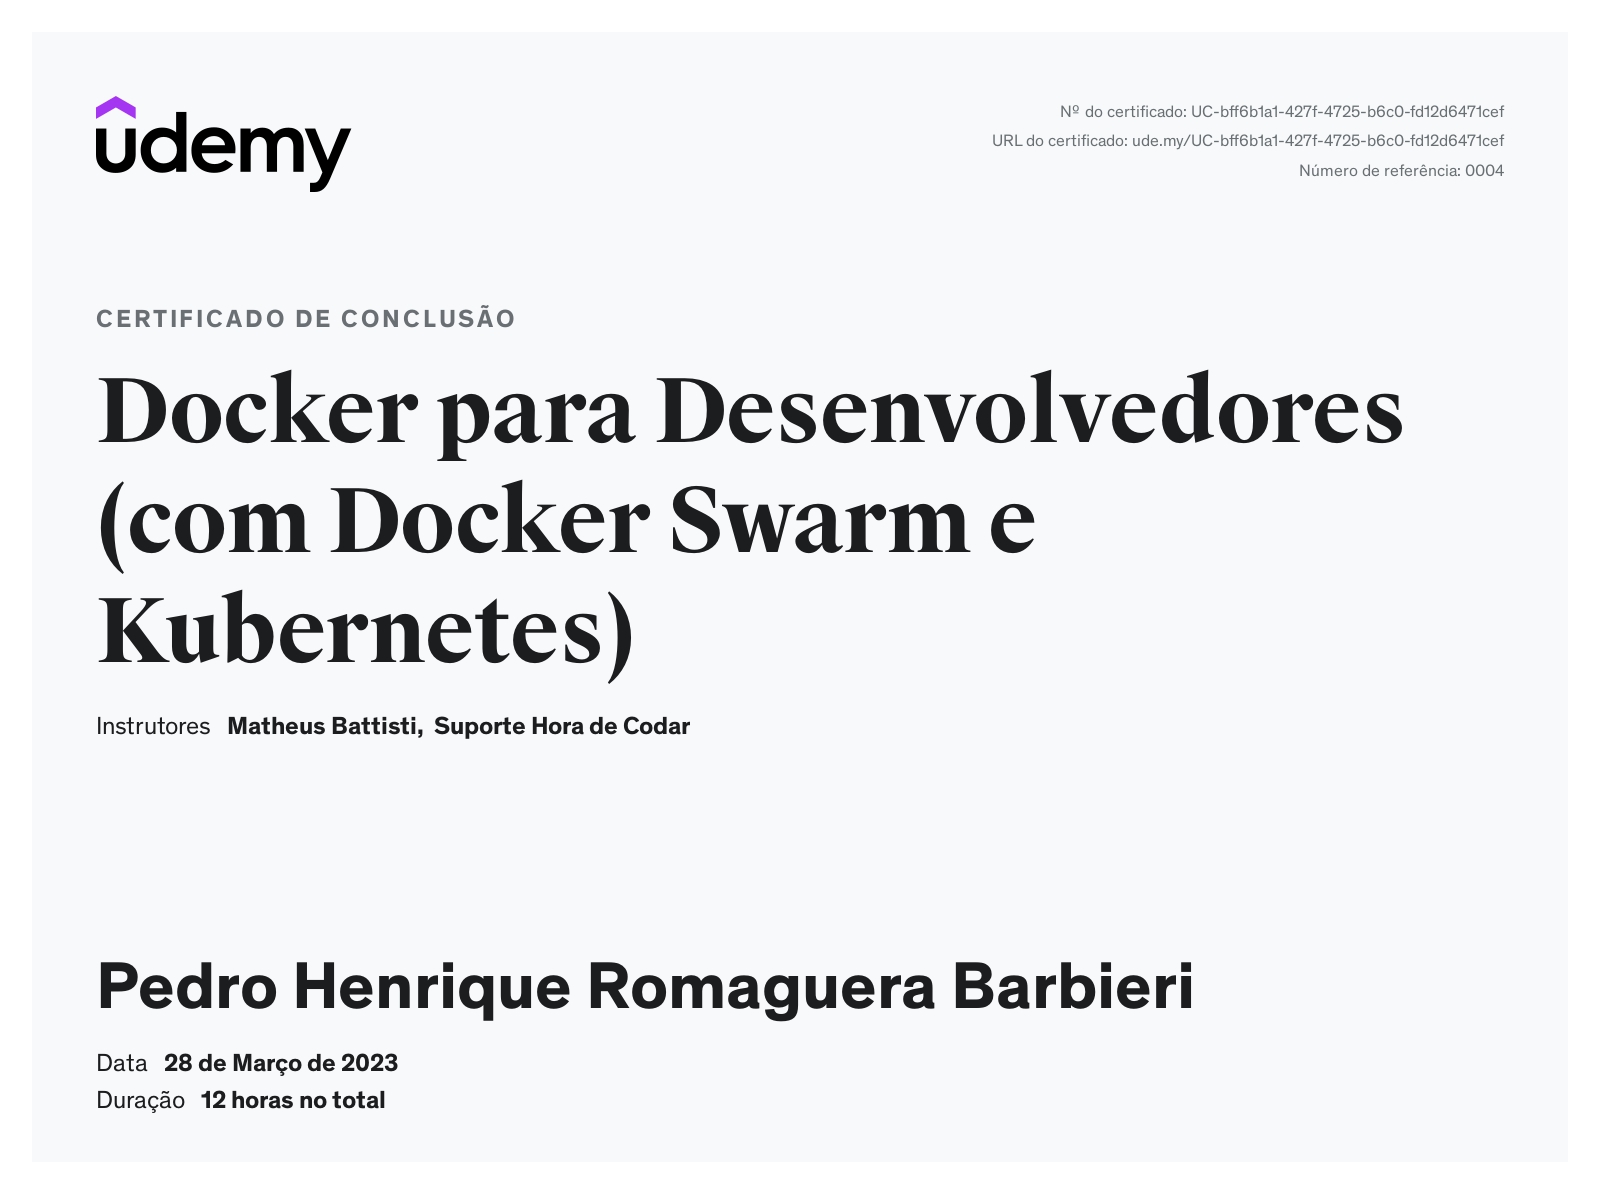 udemy
Nº do certificado: UC-bff6b1a1-427f-4725-b6c0-fd12d6471cef
URL do certificado: ude.my/UC-bff6b1a1-427f-4725-b6c0-fd12d6471cef
Número de referência: 0004
CERTIFICADO DE CONCLUSÃO
Docker para Desenvolvedores
(com Docker Swarm e
Kubernetes)
Instrutores Matheus Battisti, Suporte Hora de Codar
Pedro Henrique Romaguera Barbieri
Data 28 de Março de 2023
Duração 12 horas no total